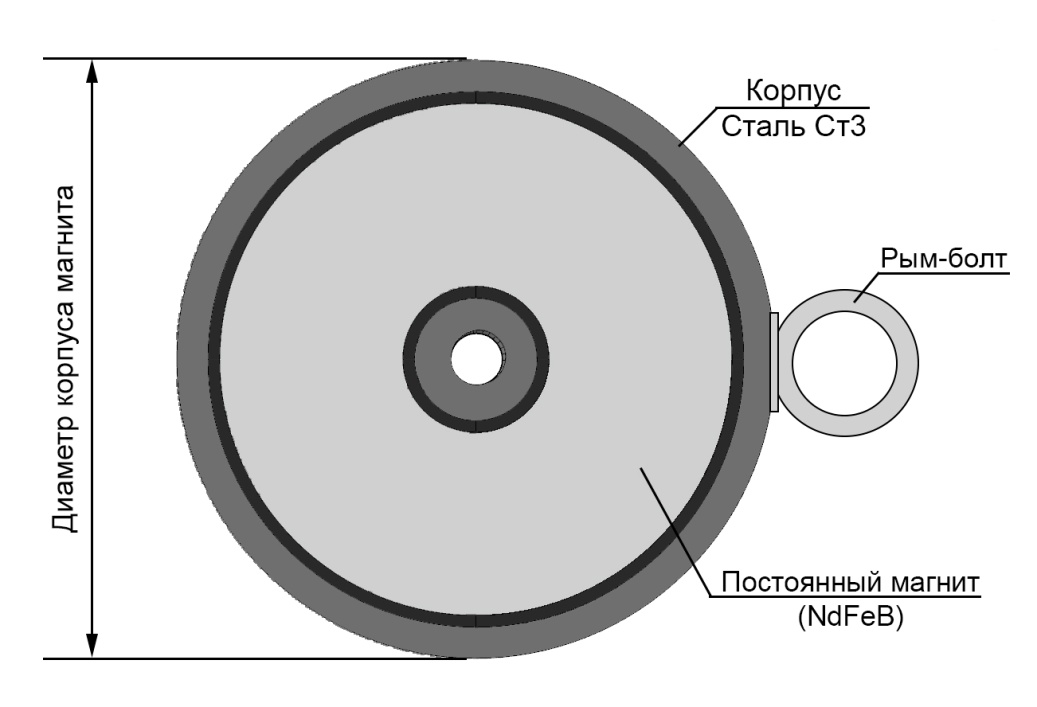 Корпус
Сталь Ст3
Диаметр корпуса магнита
Рым-болт
Постоянный магнит
(NdFeB)